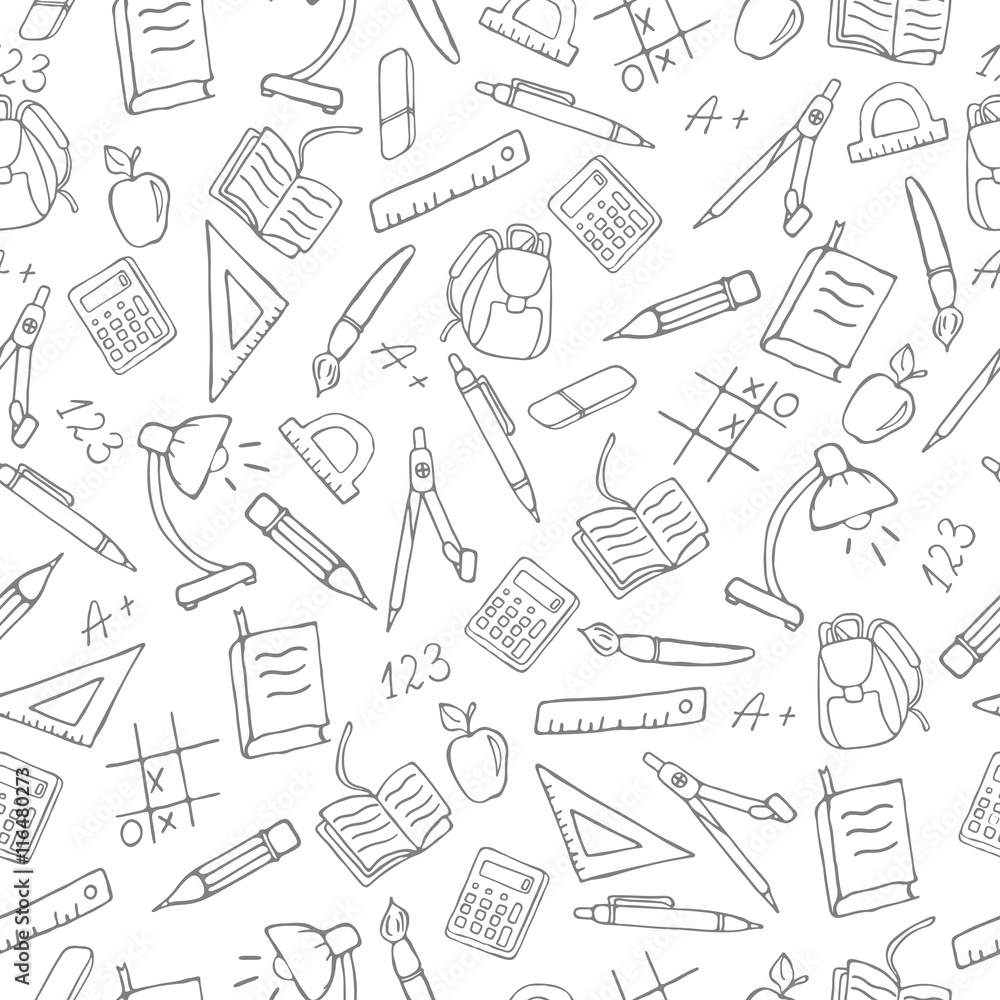 123
A+
A+
A
A+
123
A+
123
A+
123
A+
X
X
O
X
X
O
X
X
O
Adobe Stock | #116480273